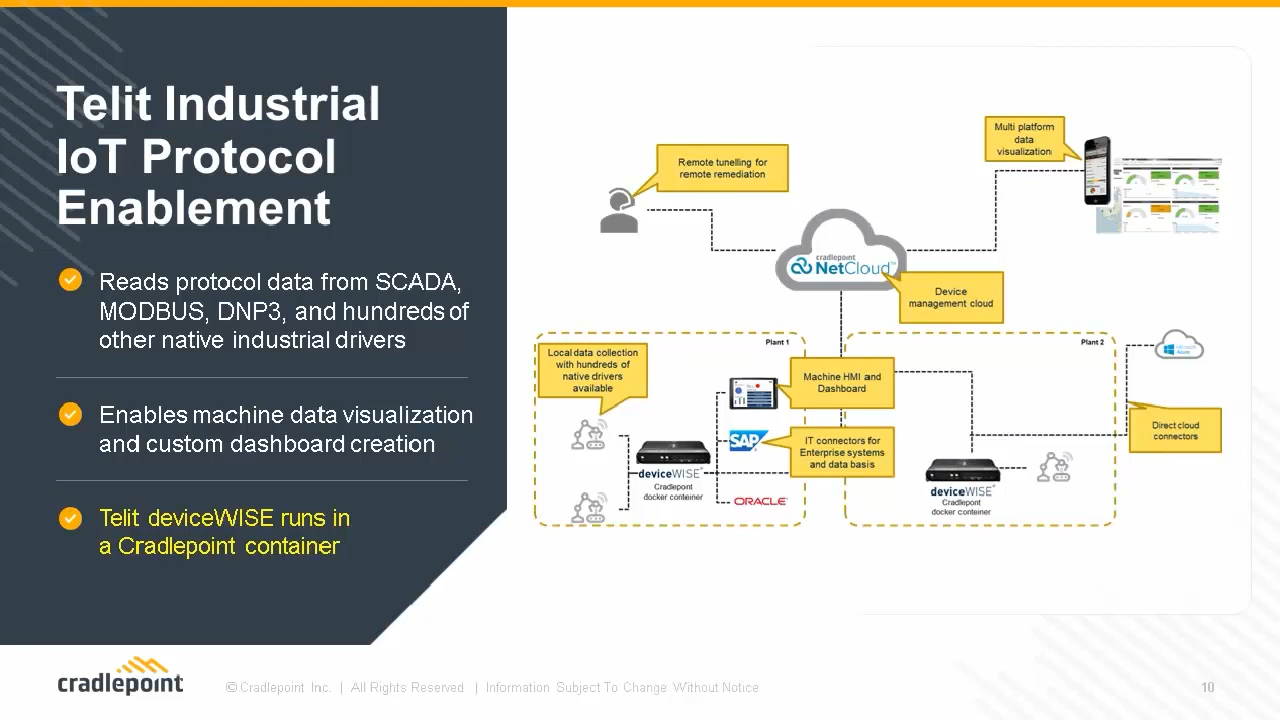 Telit Industrial
IoT Protocol
Enablement
Reads protocol data from SCADA,
MODBUS, DNP3, and hundreds of
other native industrial drivers
Enables machine data visualization
and custom dashboard creation
Telit deviceWISE runs in
a Cradlepoint container
Remote tunelling for
remote remediation
Multi platform
data
visualization
cradlepoint
NetCloud™
Device
management cloud
Plant 1
Local data collection
with hundreds of
native drivers
available
Machine HMI and
Dashboard
SAP
IT connectors for
Enterprise systems
and data basis
deviceWISE®
Cradlepont
docker container
ORACLE
Plant 2
deviceWISE®
Cradlepont
docker container
Microsoft
Azure
Direct cloud
connectors
cradlepoint
© Cradlepoint Inc. | All Rights Reserved | Information Subject To Change Without Notice
10